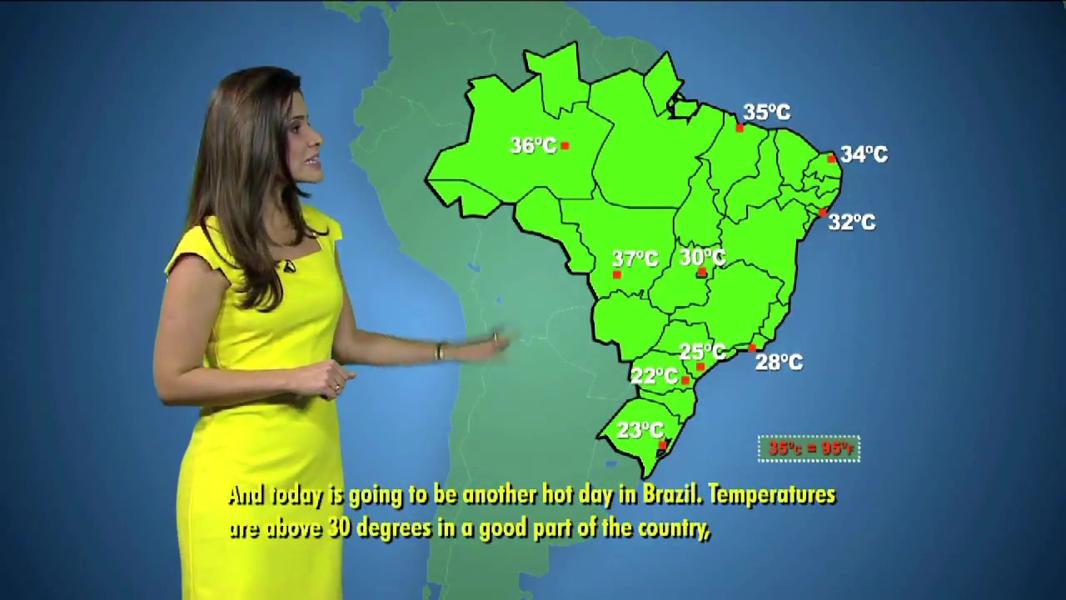 35ºC
34ºC
36ºC
32ºC
37ºC
30ºC
25ºC
28ºC
22ºC
23ºC
35ºC = 95ºF
And today is going to be another hot day in Brazil. Temperatures
are above 30 degrees in a good part of the country,